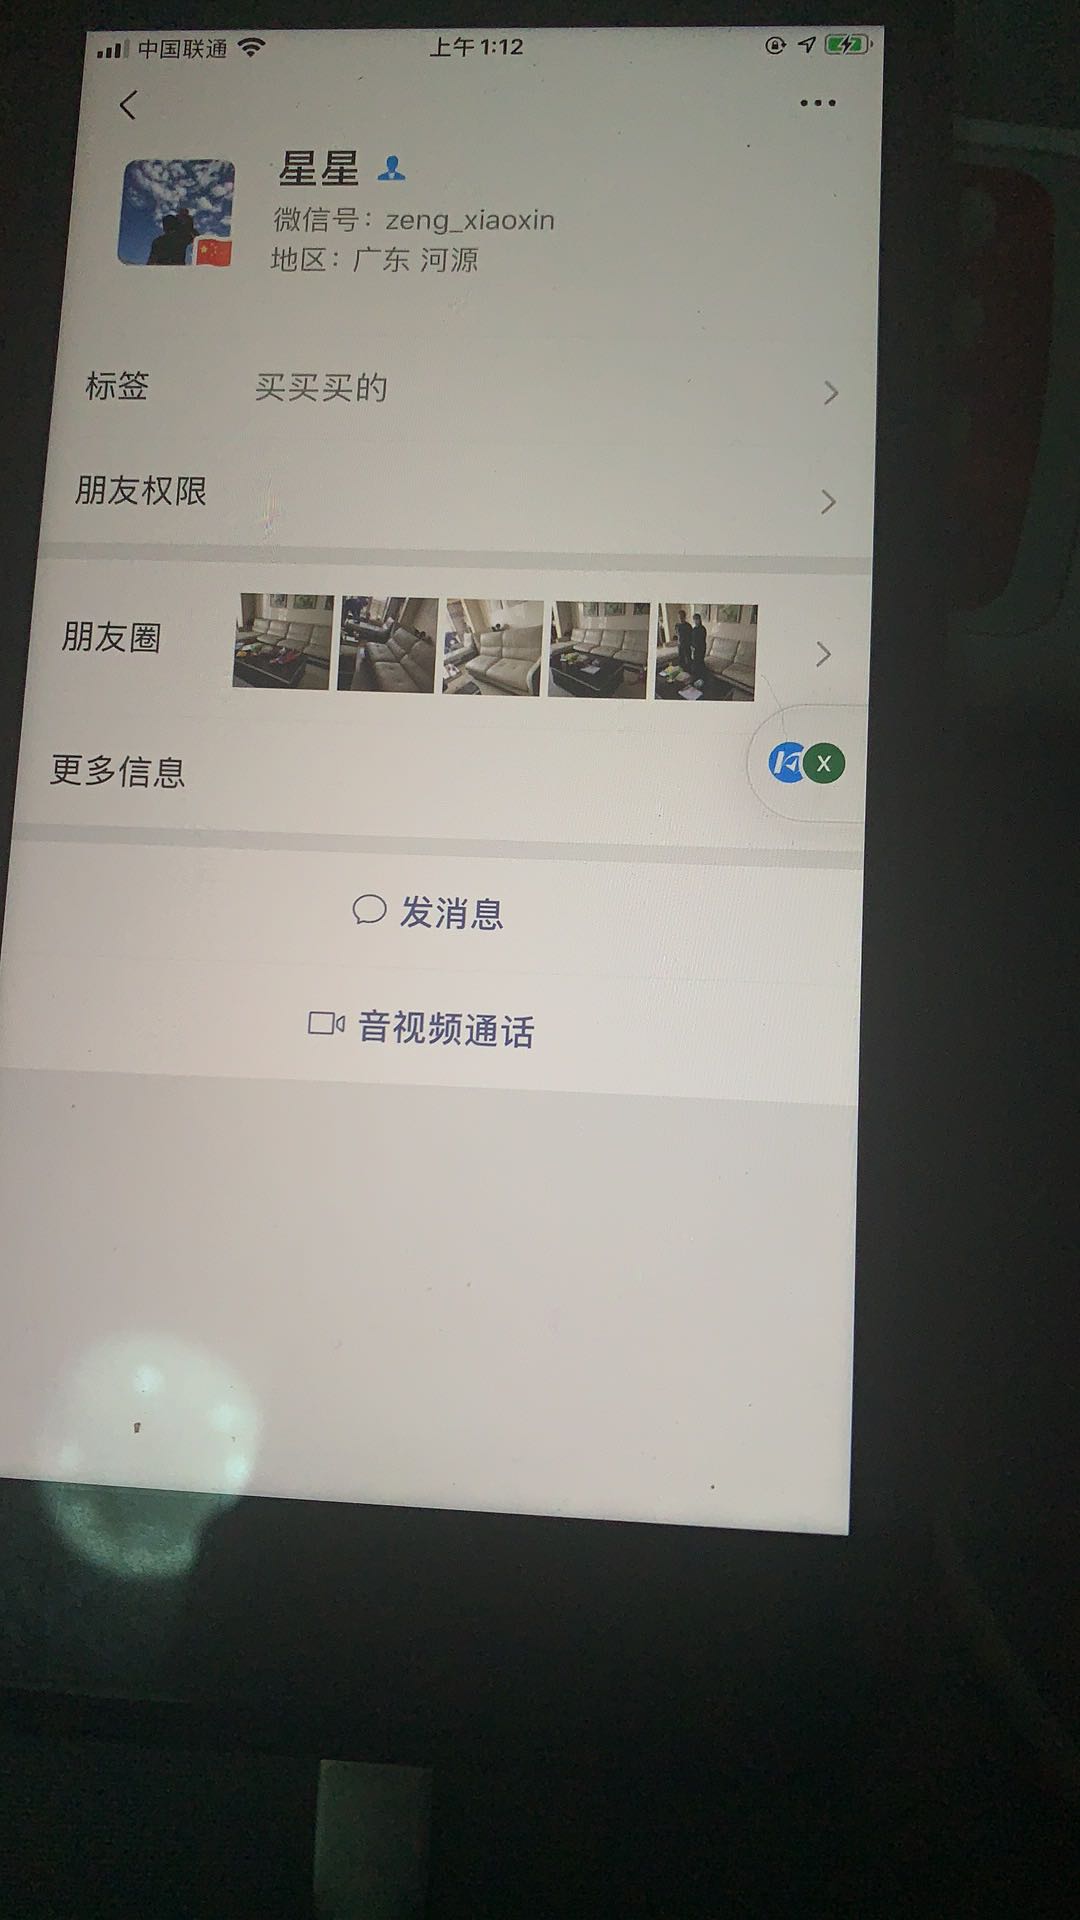 中国联通
上午1:12
星星
微信号：zeng_xiaoxin
地区：广东 河源
标签 买买买的
朋友权限
朋友圈
X
更多信息
发消息
音视频通话